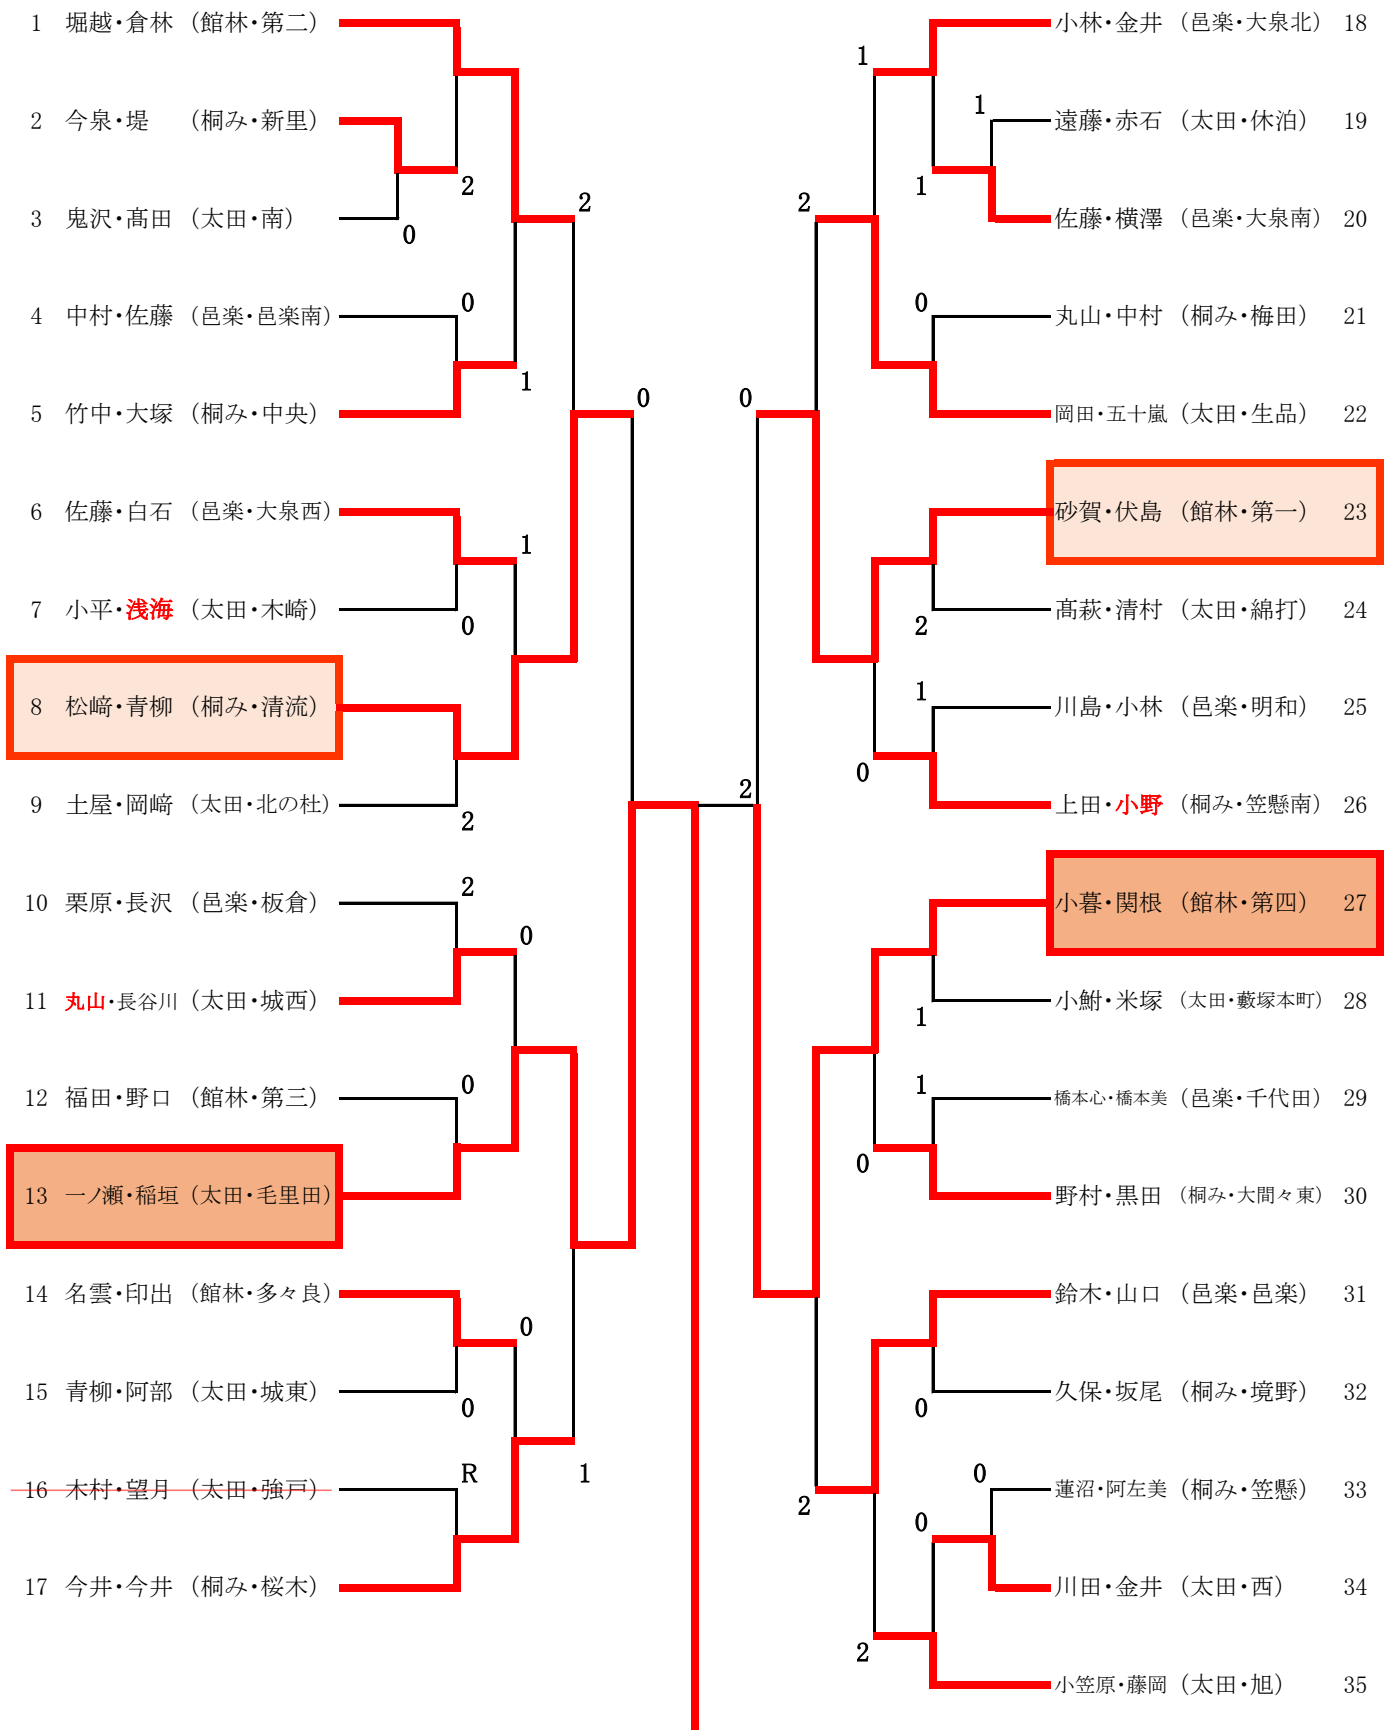 1 堀越・倉林 （館林・第二）
2 今泉・堤 （桐み・新里）
3 鬼沢・髙田 （太田・南）
4 中村・佐藤 （邑楽・邑楽南）
5 竹中・大塚 （桐み・中央）
6 佐藤・白石 （邑楽・大泉西）
7 小平・浅海 （太田・木崎）
8 松﨑・青柳 （桐み・清流）
9 土屋・岡﨑 （太田・北の杜）
10 栗原・長沢 （邑楽・板倉）
11 丸山・長谷川 （太田・城西）
12 福田・野口 （館林・第三）
13 一ノ瀬・稲垣 （太田・毛里田）
14 名雲・印出 （館林・多々良）
15 青柳・阿部 （太田・城東）
16 木村・望月 （太田・強戸）
17 今井・今井 （桐み・桜木）
2
0
0
2
1
1
0
0
2
2
0
0
0
0
R
1
0
小林・金井 （邑楽・大泉北） 18
遠藤・赤石 （太田・休泊） 19
佐藤・横澤 （邑楽・大泉南） 20
丸山・中村 （桐み・梅田） 21
岡田・五十嵐 （太田・生品） 22
砂賀・伏島 （館林・第一） 23
髙萩・清村 （太田・綿打） 24
川島・小林 （邑楽・明和） 25
上田・小野 （桐み・笠懸南） 26
小暮・関根 （館林・第四） 27
小鮒・米塚 （太田・藪塚本町） 28
橋本心・橋本美 （邑楽・千代田） 29
野村・黒田 （桐み・大間々東） 30
鈴木・山口 （邑楽・邑楽） 31
久保・坂尾 （桐み・境野） 32
蓮沼・阿左美 （桐み・笠懸） 33
川田・金井 （太田・西） 34
小笠原・藤岡 （太田・旭） 35
1
1
1
2
0
0
2
1
0
2
1
1
0
0
0
2
0
2